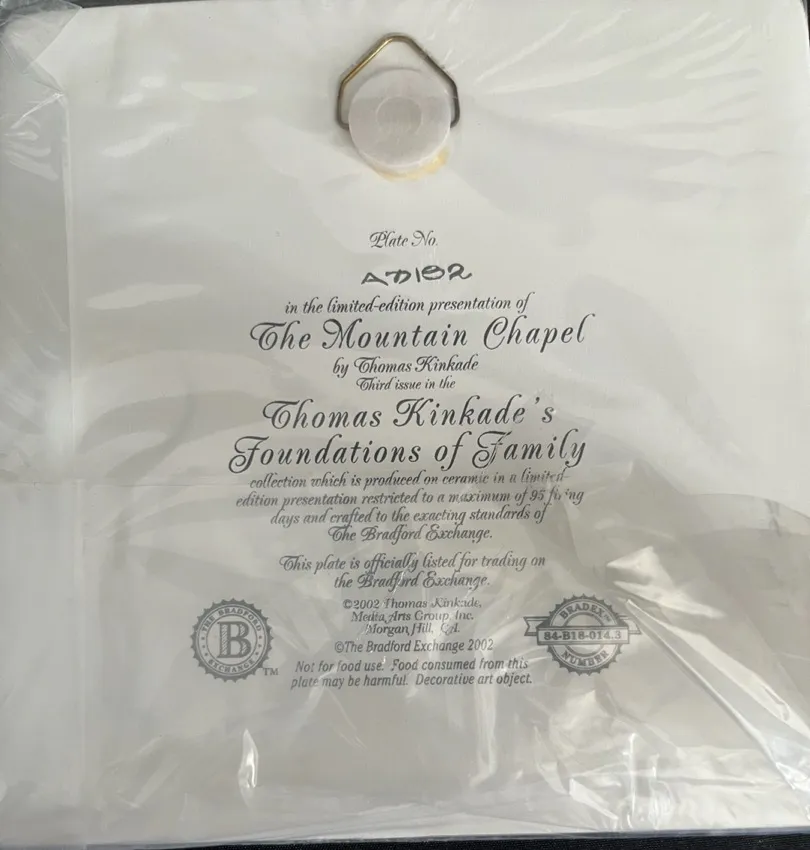 Plate No.
AD182
in the limited-edition presentation of
The Mountain Chapel
by Thomas Kinkade
Third issue in the
Thomas Kinkade's
Foundations of Family
collection which is produced on ceramic in a limited-
edition presentation restricted to a maximum of 95 firing
days and crafted to the exacting standards of
The Bradford Exchange.
This plate is officially listed for trading on
the Bradford Exchange.
©2002 Thomas Kinkade,
Media Arts Group, Inc.
Morgan Hill, CA.
©The Bradford Exchange 2002
Not for food use. Food consumed from this
plate may be harmful. Decorative art object.
THE BRADFORD
B
EXCHANGE
TM
BRADEX™
84-B18-014.3
NUMBER